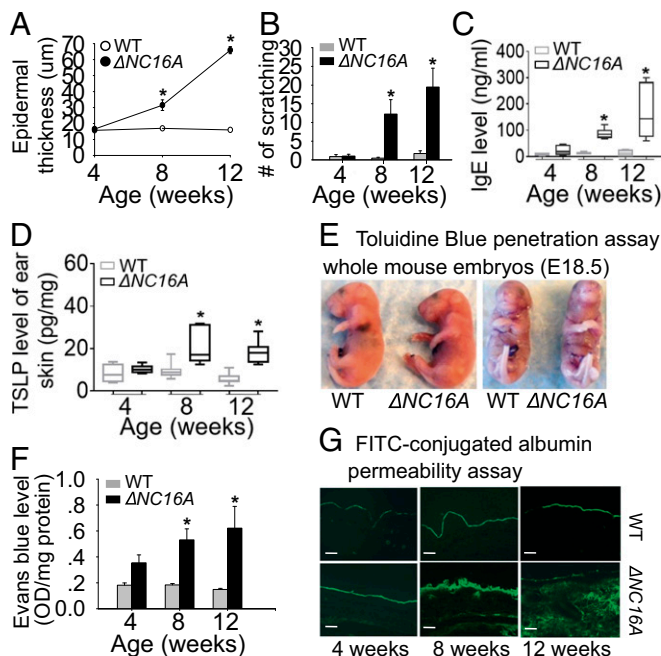 A
WT
ΔNC16A
Epidermal
thickness (um)
70
60
50
40
30
20
10
0
*
*
4 8 12
Age (weeks)
B
WT
ΔNC16A
# of scratching
30
25
20
15
10
5
0
*
*
4 8 12
Age (weeks)
C
WT
ΔNC16A
IgE level (ng/ml)
400
300
200
100
0
*
*
4 8 12
Age (weeks)
D
WT
ΔNC16A
TSLP level of ear
skin (pg/mg)
60
40
20
0
*
*
4 8 12
Age (weeks)
E Toluidine Blue penetration assay
whole mouse embryos (E18.5)
WT ΔNC16A WT ΔNC16A
F
WT
ΔNC16A
Evans blue level
(OD/mg protein)
1.0
.8
.6
.4
.2
0
*
*
4 8 12
Age (weeks)
G FITC-conjugated albumin
permeability assay
WT
ΔNC16A
4 weeks 8 weeks 12 weeks